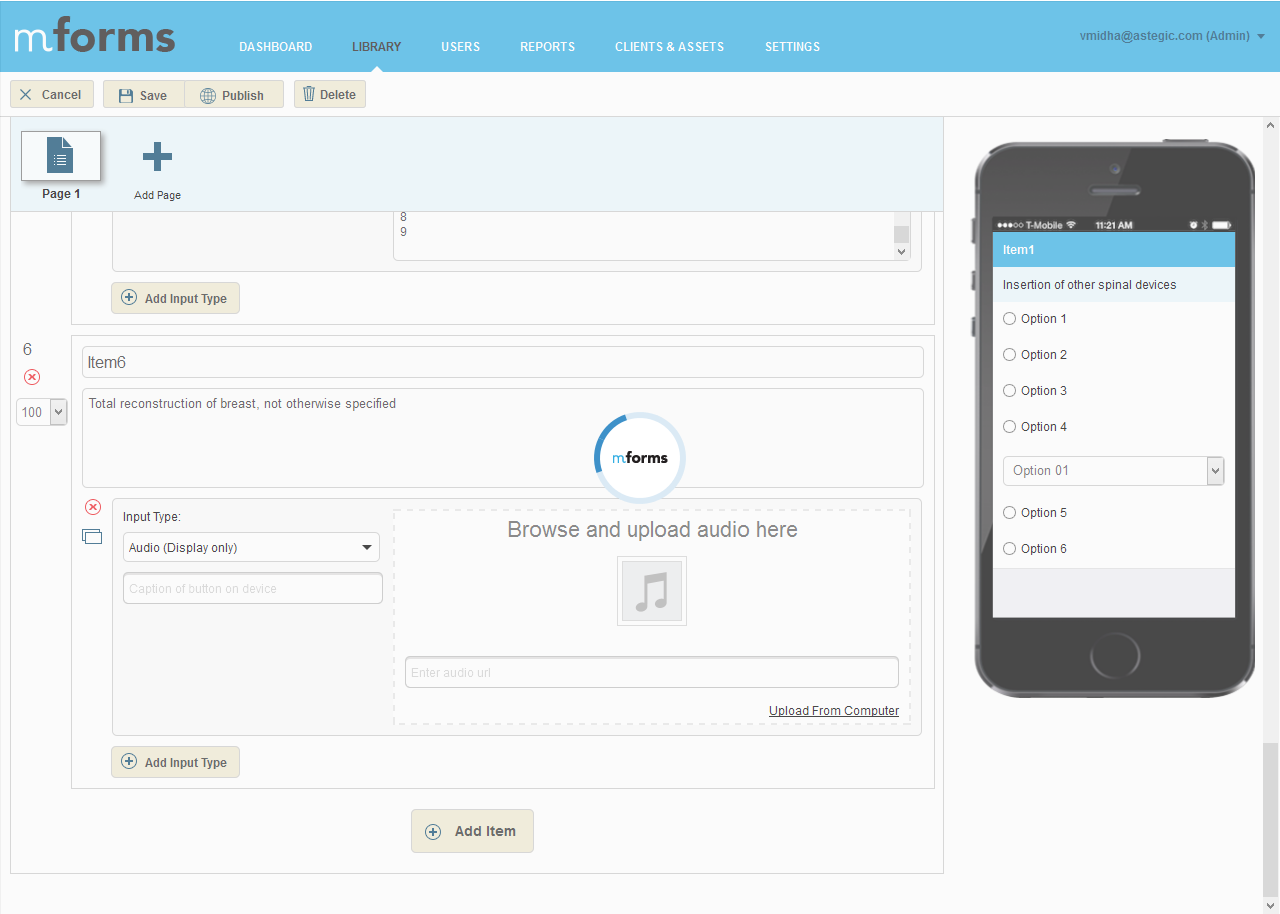 mforms
DASHBOARD LIBRARY USERS REPORTS CLIENTS & ASSETS SETTINGS
vmidha@astegic.com (Admin)
Cancel Save Publish Delete
Page 1
Add Page
8
9
Add Input Type
6
Item6
100
Total reconstruction of breast, not otherwise specified
mforms
Input Type:
Audio (Display only)
Caption of button on device
Browse and upload audio here
Enter audio url
Upload From Computer
Add Input Type
Add Item
T-Mobile 11:21 AM
Item1
Insertion of other spinal devices
Option 1
Option 2
Option 3
Option 4
Option 01
Option 5
Option 6